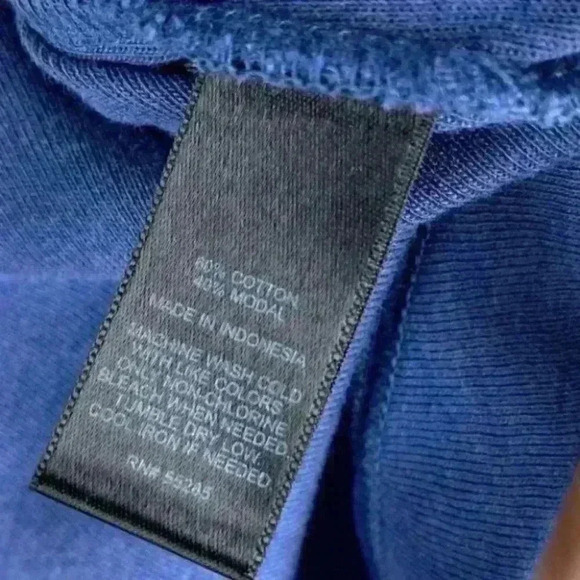 60% COTTON
40% MODAL
MADE IN INDONESIA
MACHINE WASH COLD
WITH LIKE COLORS
ONLY NON-CHLORINE
BLEACH WHEN NEEDED
TUMBLE DRY LOW.
COOL IRON IF NEEDED
RN# 55285